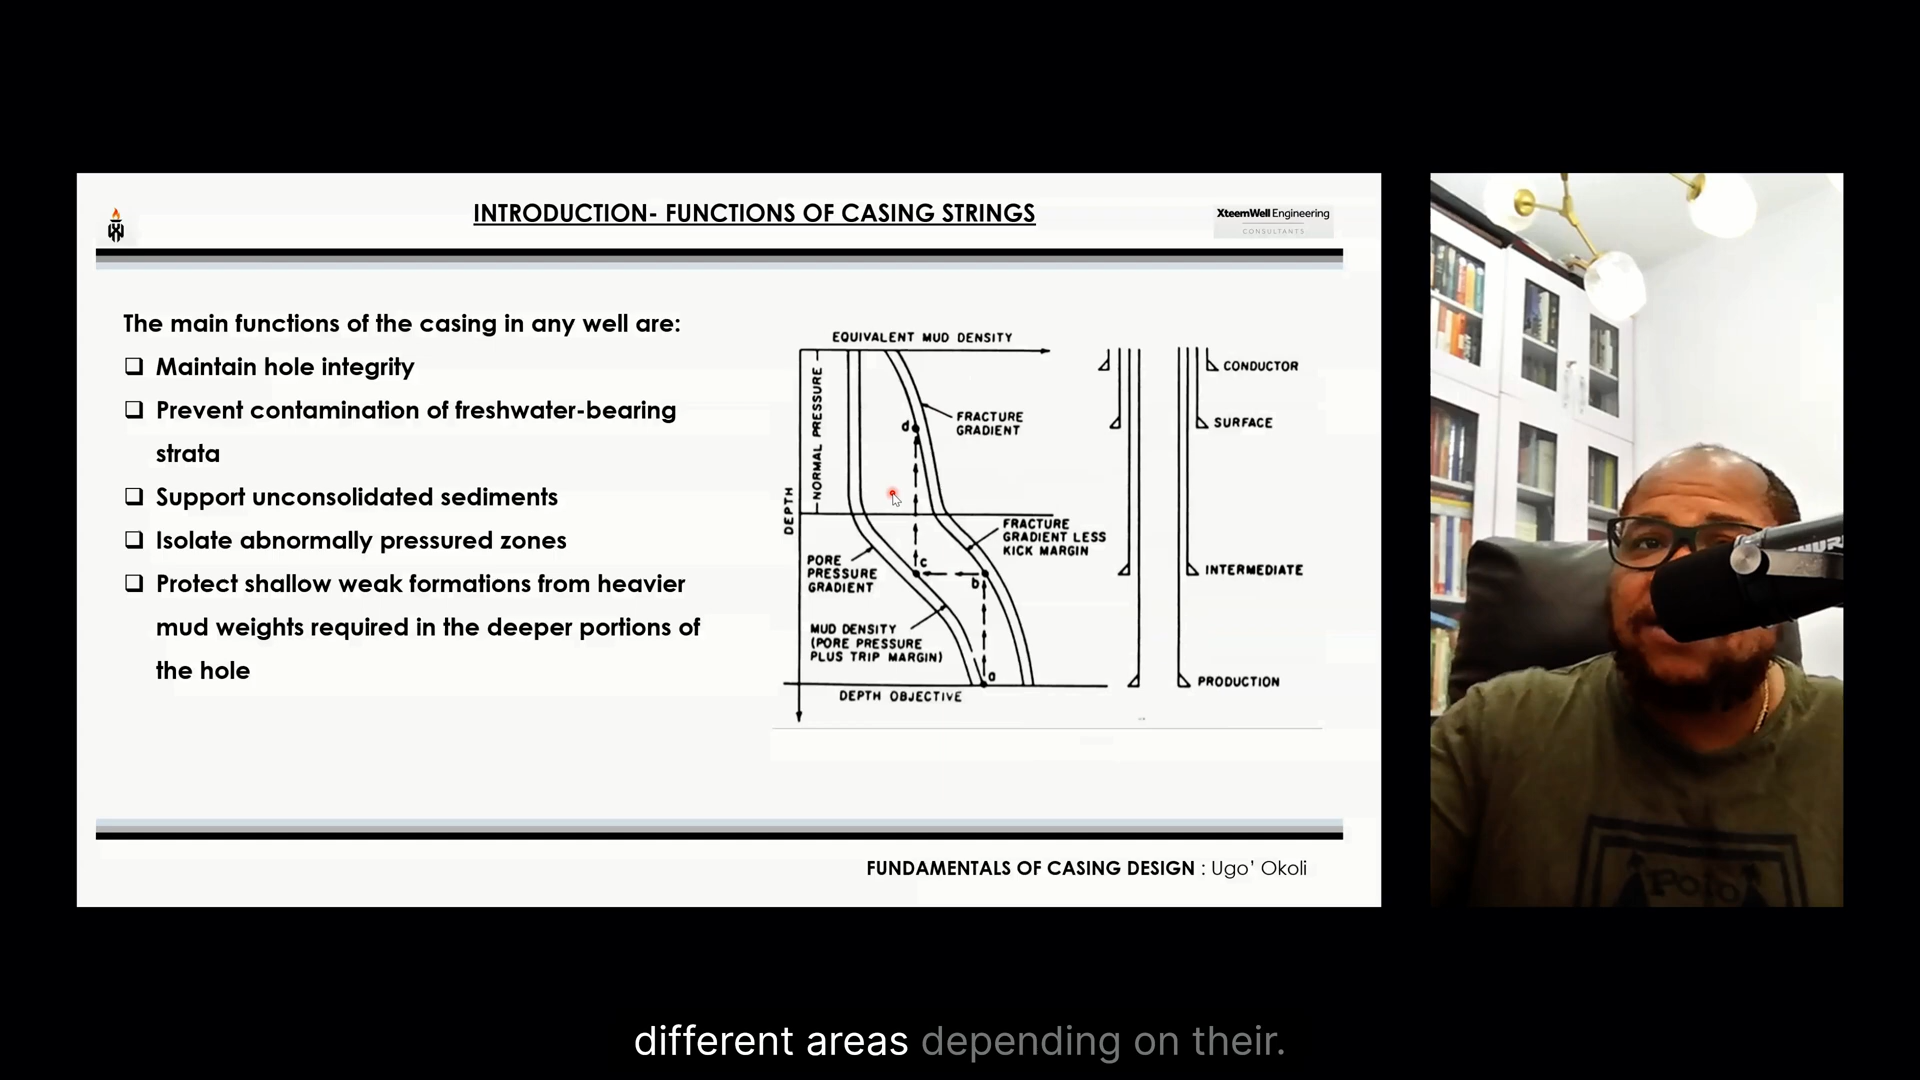 INTRODUCTION- FUNCTIONS OF CASING STRINGS
XteemWell Engineering
CONSULTANTS
The main functions of the casing in any well are:
❑ Maintain hole integrity
❑ Prevent contamination of freshwater-bearing
strata
❑ Support unconsolidated sediments
❑ Isolate abnormally pressured zones
❑ Protect shallow weak formations from heavier
mud weights required in the deeper portions of
the hole
EQUIVALENT MUD DENSITY
NORMAL PRESSURE
DEPTH
FRACTURE
GRADIENT
d
FRACTURE
GRADIENT LESS
KICK MARGIN
PORE
PRESSURE
GRADIENT
c
b
MUD DENSITY
(PORE PRESSURE
PLUS TRIP MARGIN)
a
DEPTH OBJECTIVE
CONDUCTOR
SURFACE
INTERMEDIATE
PRODUCTION
FUNDAMENTALS OF CASING DESIGN : Ugo' Okoli
Polo
different areas depending on their.